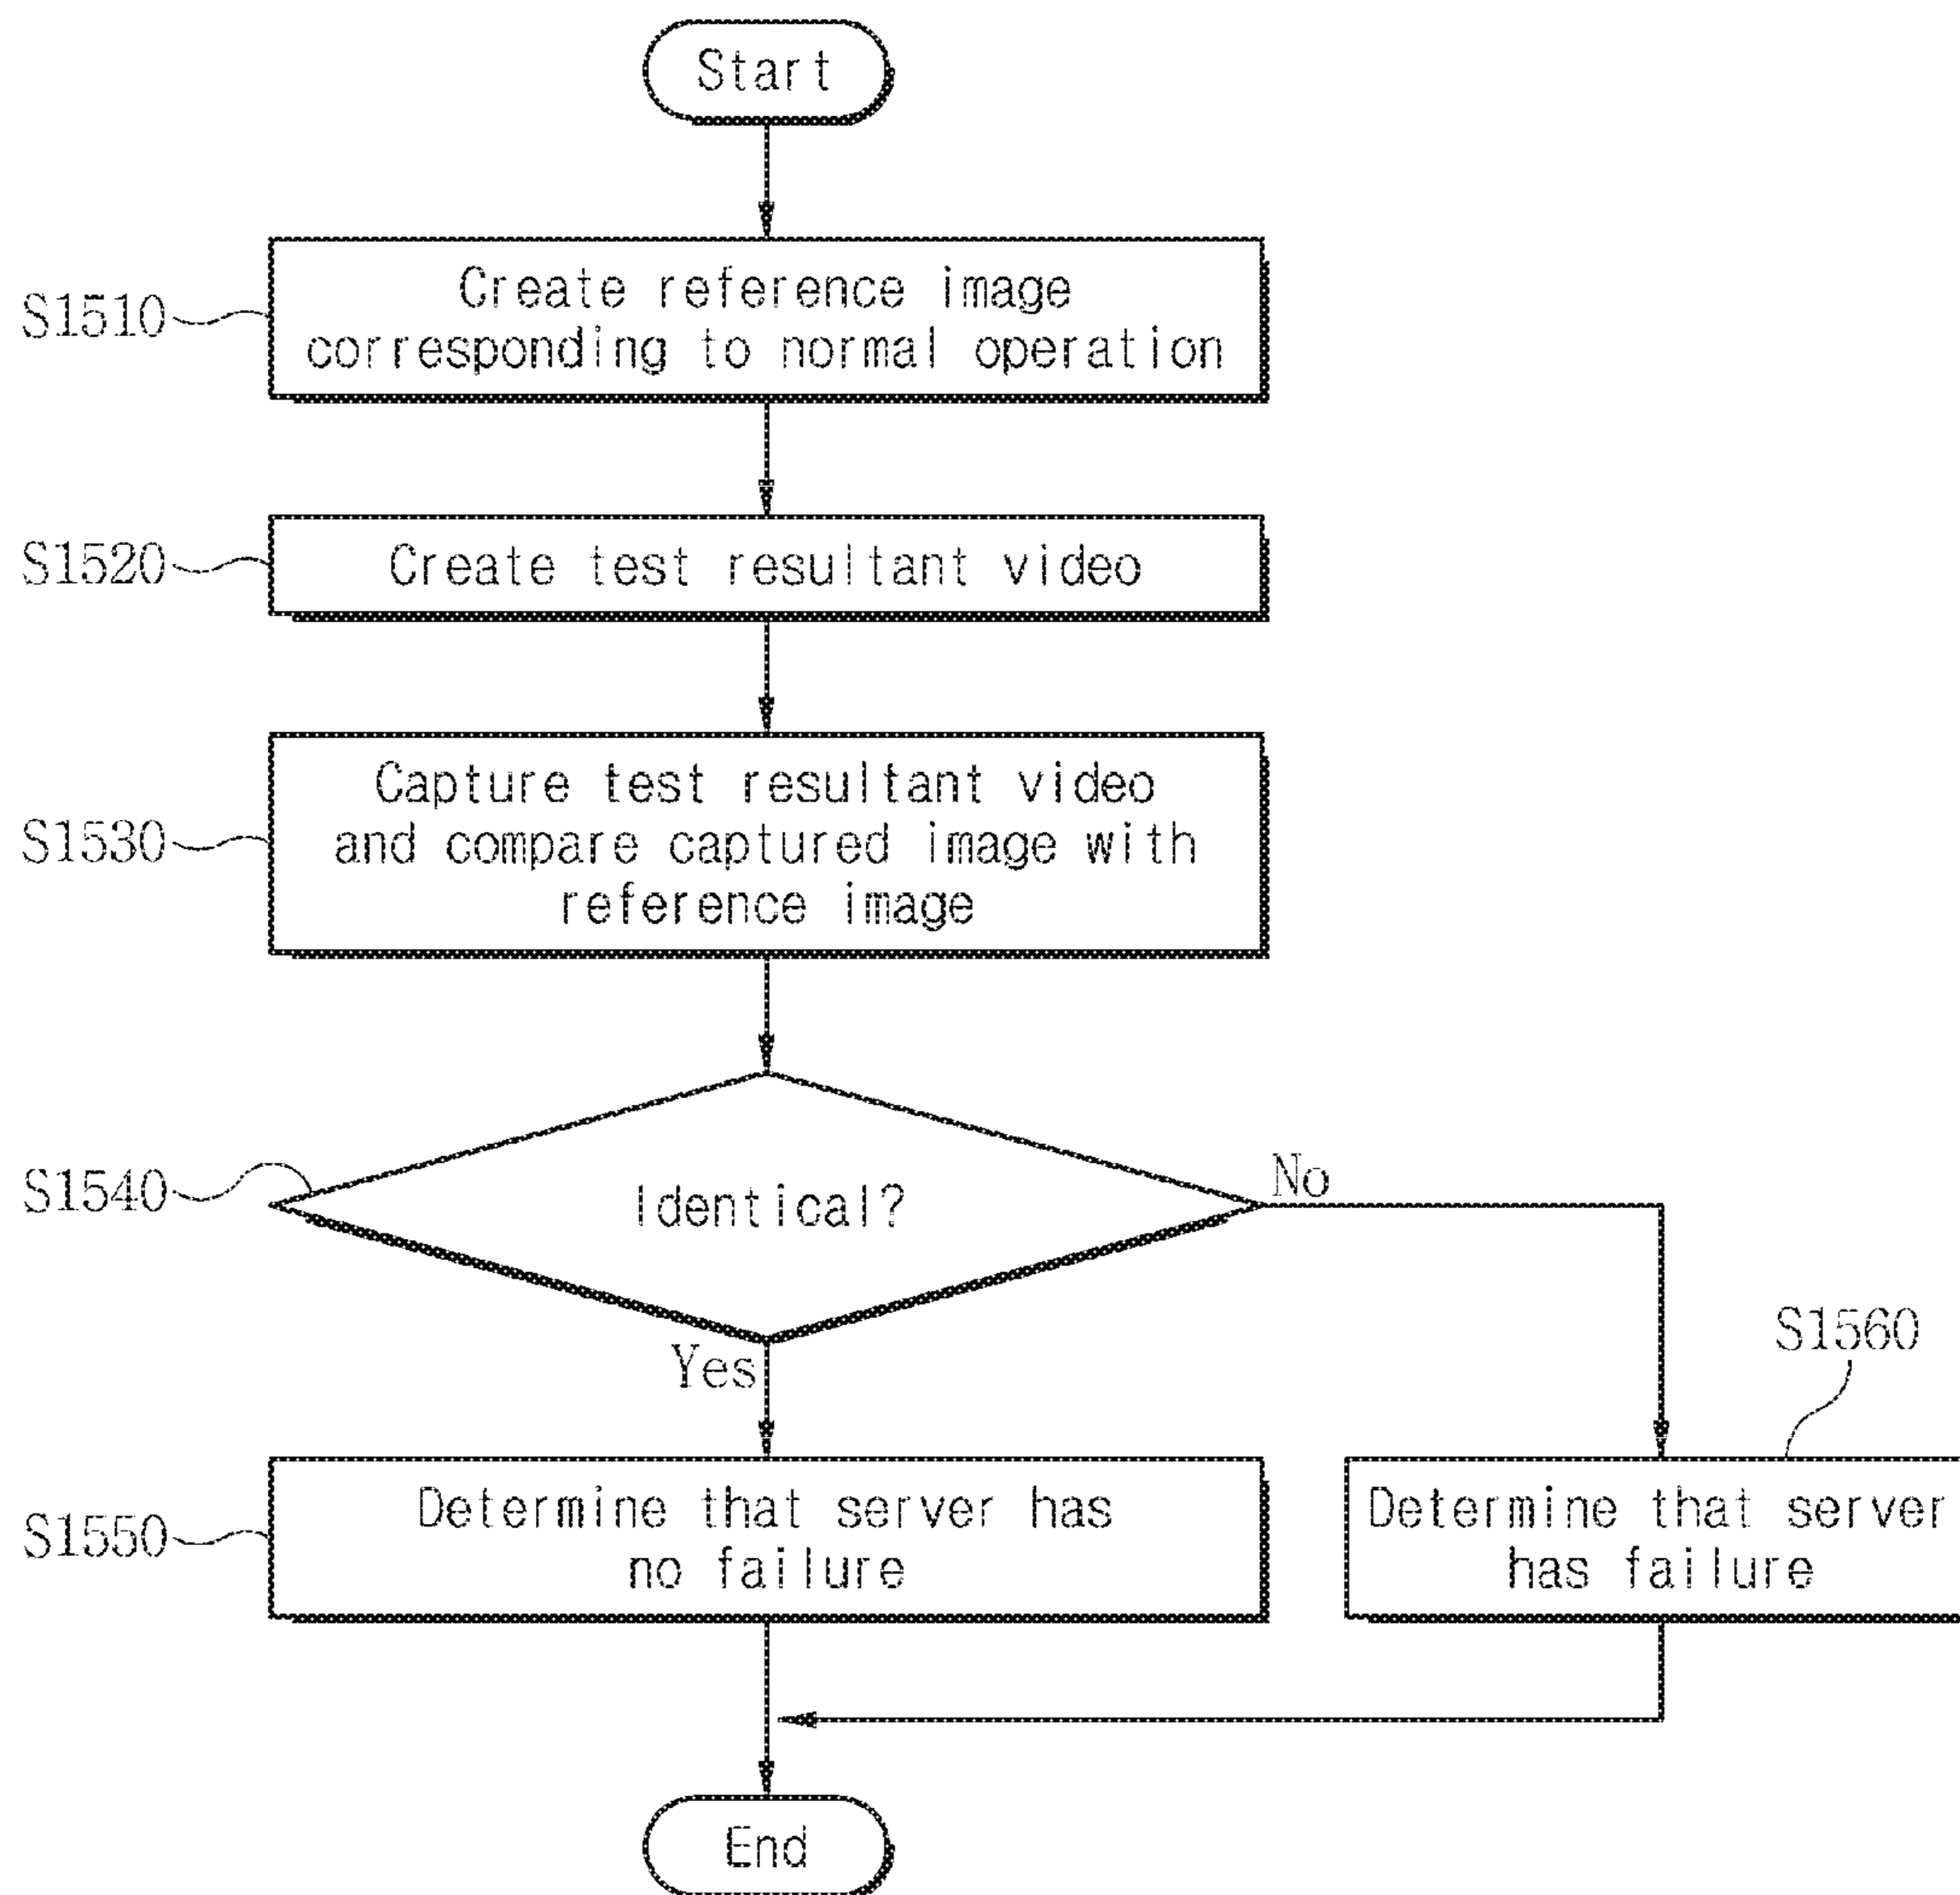 Start
S1510
Create reference image
corresponding to normal operation
S1520
Create test resultant video
S1530
Capture test resultant video
and compare captured image with
reference image
S1540
Identical?
No
Yes
S1560
S1550
Determine that server has
no failure
Determine that server
has failure
End